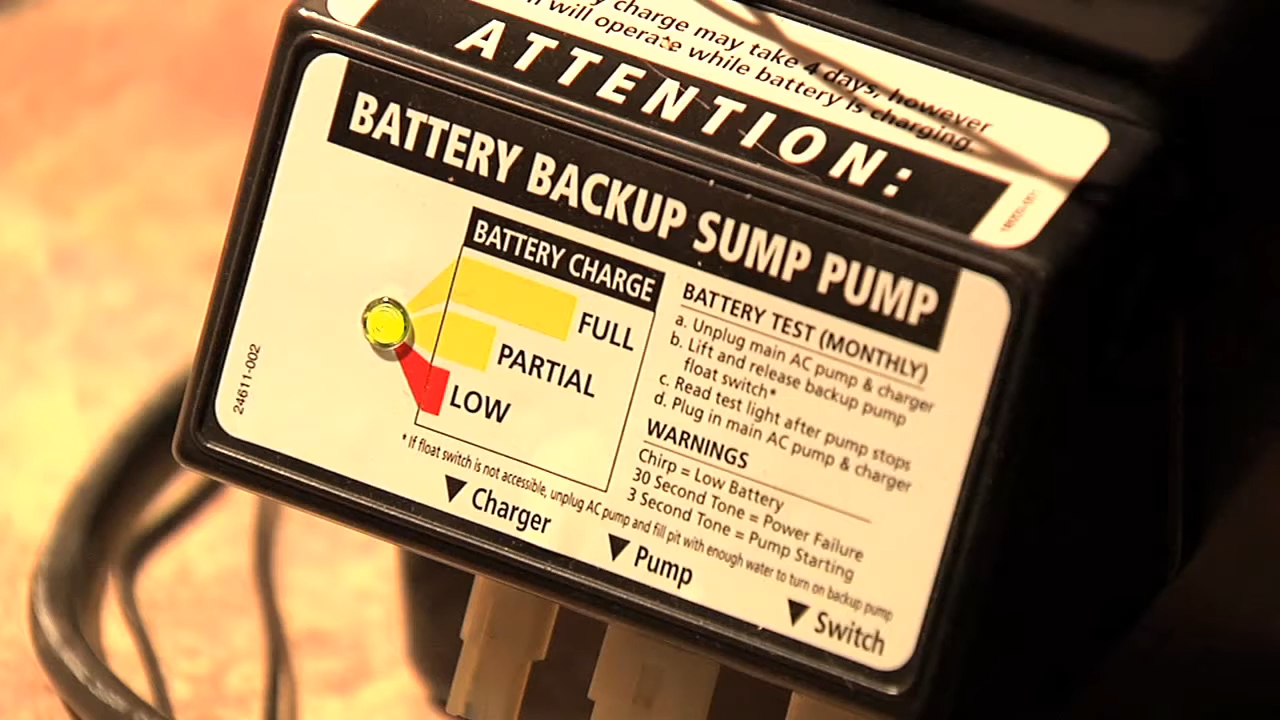 charge may take 4 days, however
will operate while battery is charging.
ATTENTION:
BATTERY BACKUP SUMP PUMP
BATTERY CHARGE
FULL
PARTIAL
LOW
24611-002
BATTERY TEST (MONTHLY)
a. Unplug main AC pump & charger
b. Lift and release backup pump
float switch*
c. Read test light after pump stops
d. Plug in main AC pump & charger
WARNINGS
Chirp = Low Battery
30 Second Tone = Power Failure
3 Second Tone = Pump Starting
* If float switch is not accessible, unplug AC pump and fill pit with enough water to turn on backup pump
Charger
Pump
Switch